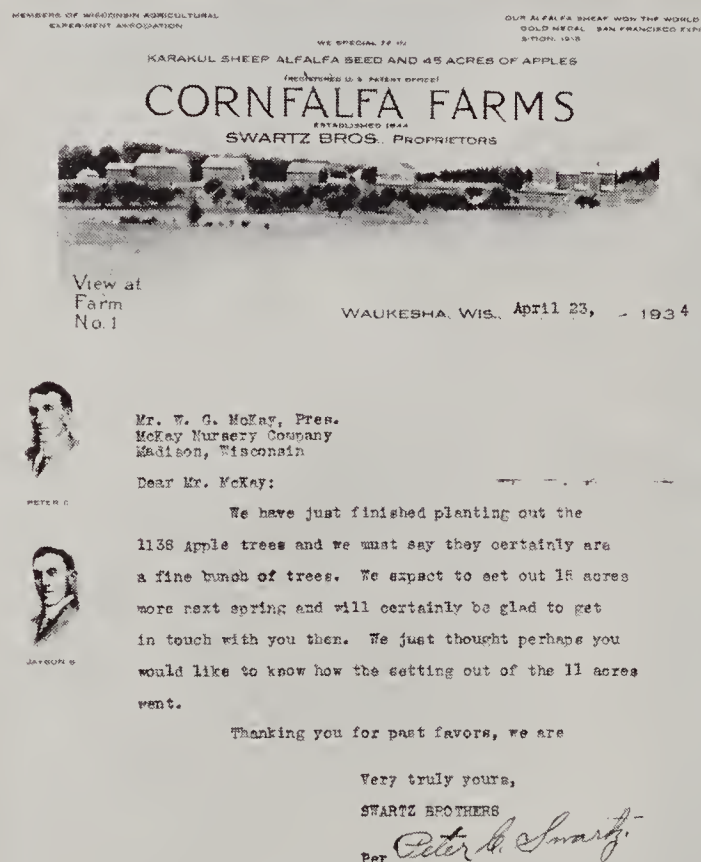 MEMBERS OF WISCONSIN AGRICULTURAL
EXPERIMENT ASSOCIATION
OUR ALFALFA SHEAF WON THE WORLD
GOLD MEDAL SAN FRANCISCO EXPO
SITION, 1915
WE SPECIALIZE IN
KARAKUL SHEEP ALFALFA SEED AND 45 ACRES OF APPLES
(REGISTERED U. S. PATENT OFFICE)
CORNFALFA FARMS
ESTABLISHED 1844
SWARTZ BROS., PROPRIETORS
View at
Farm
No. 1
WAUKESHA, WIS., April 23, - 1934
Mr. W. G. McKay, Pres.
McKay Nursery Company
Madison, Wisconsin
Dear Mr. McKay:
PETER C
We have just finished planting out the
1138 Apple trees and we must say they certainly are
a fine bunch of trees. We expect to set out 15 acres
more next spring and will certainly be glad to get
in touch with you then. We just thought perhaps you
JAYSON S
would like to know how the setting out of the 11 acres
went.
Thanking you for past favors, we are
Very truly yours,
SWARTZ BROTHERS
Per Peter C. Swartz.